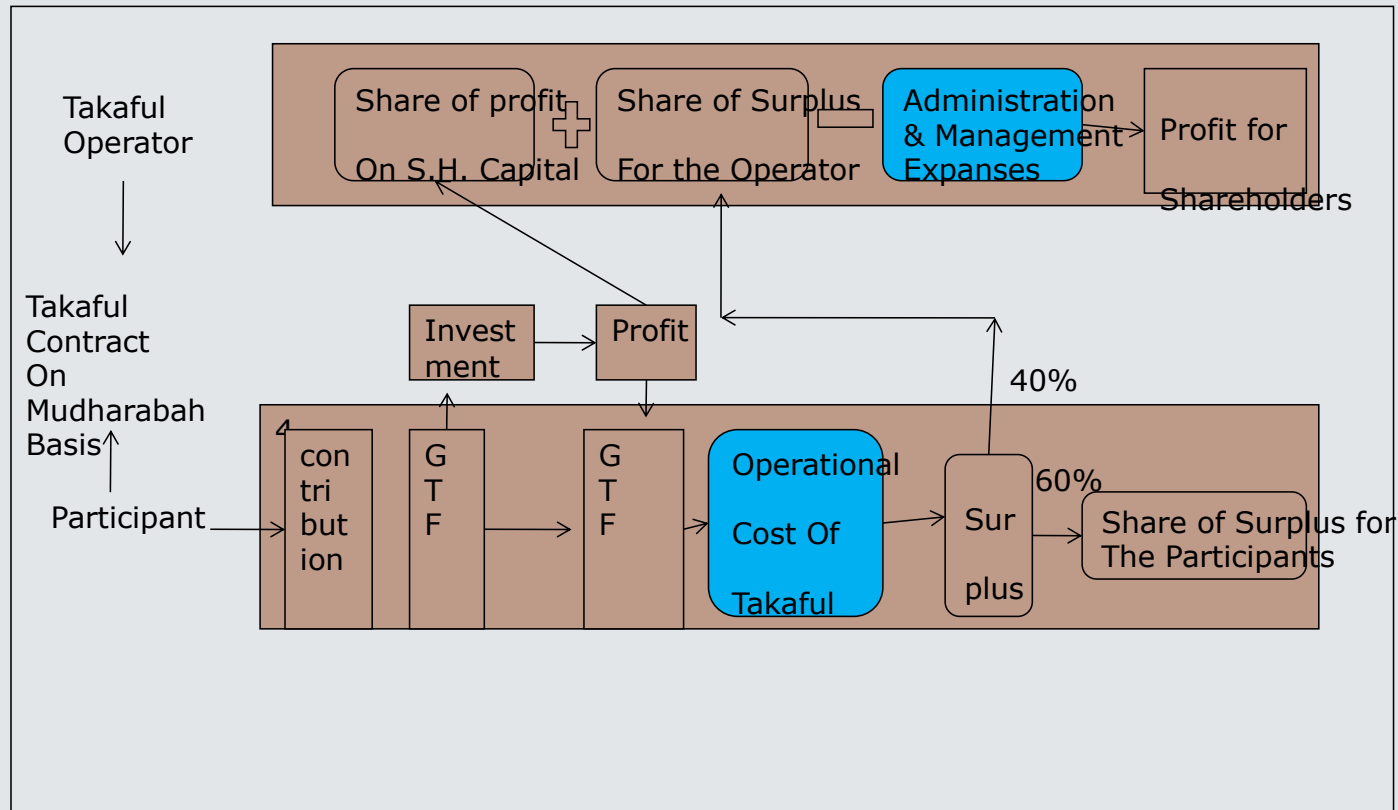 Takaful
Operator
Share of profit
On S.H. Capital
Share of Surplus
For the Operator
Administration
& Management
Expanses
Profit for
Shareholders
Takaful
Contract
On
Mudharabah
Basis
Invest
ment
Profit
40%
Participant
con
tri
but
ion
G
T
F
G
T
F
Operational
Cost Of
Takaful
Sur
plus
60%
Share of Surplus for
The Participants